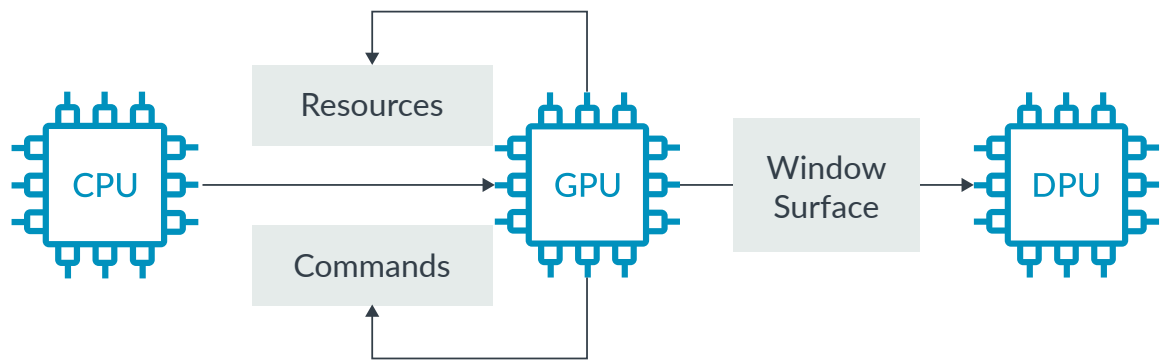 Resources
CPU
GPU
Window
Surface
DPU
Commands